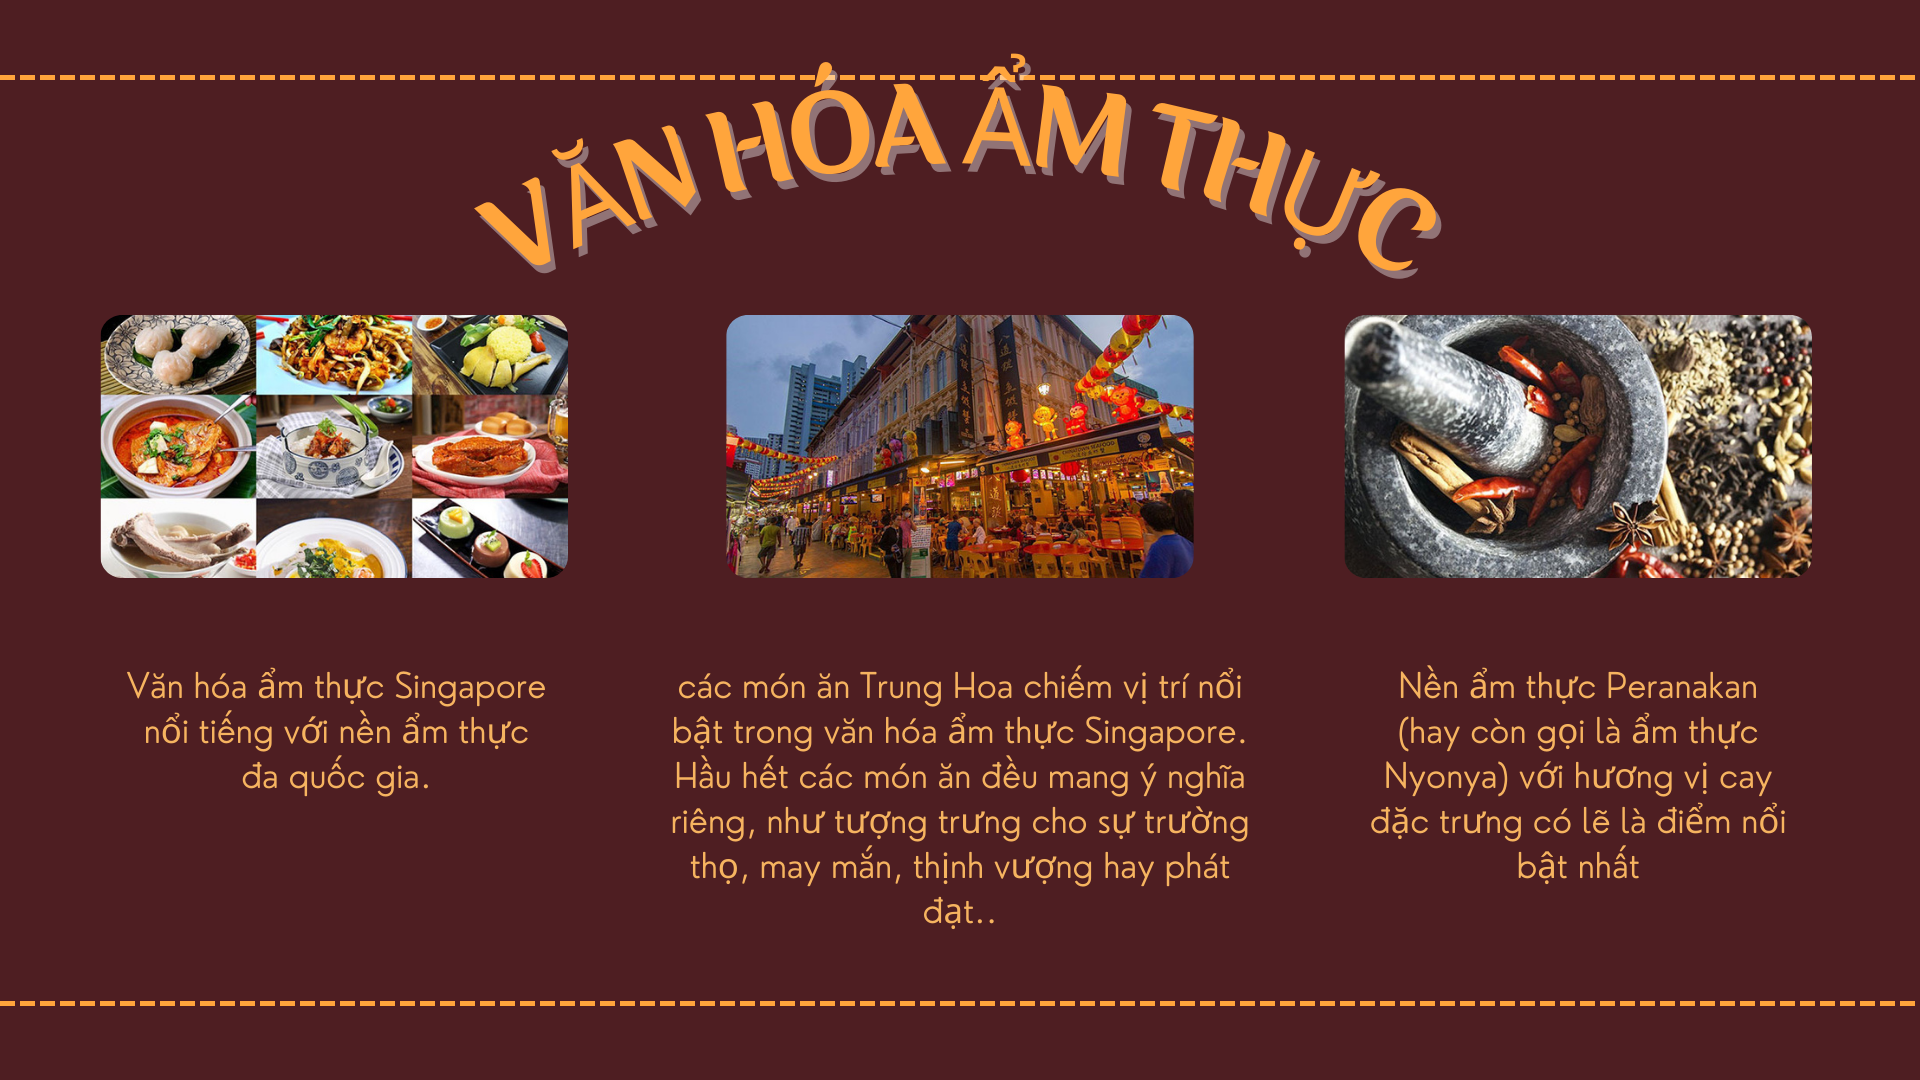 VĂN HÓA ẨM THỰC
Văn hóa ẩm thực Singapore
nổi tiếng với nền ẩm thực
đa quốc gia.
các món ăn Trung Hoa chiếm vị trí nổi
bật trong văn hóa ẩm thực Singapore.
Hầu hết các món ăn đều mang ý nghĩa
riêng, như tượng trưng cho sự trường
thọ, may mắn, thịnh vượng hay phát
đạt..
Nền ẩm thực Peranakan
(hay còn gọi là ẩm thực
Nyonya) với hương vị cay
đặc trưng có lẽ là điểm nổi
bật nhất